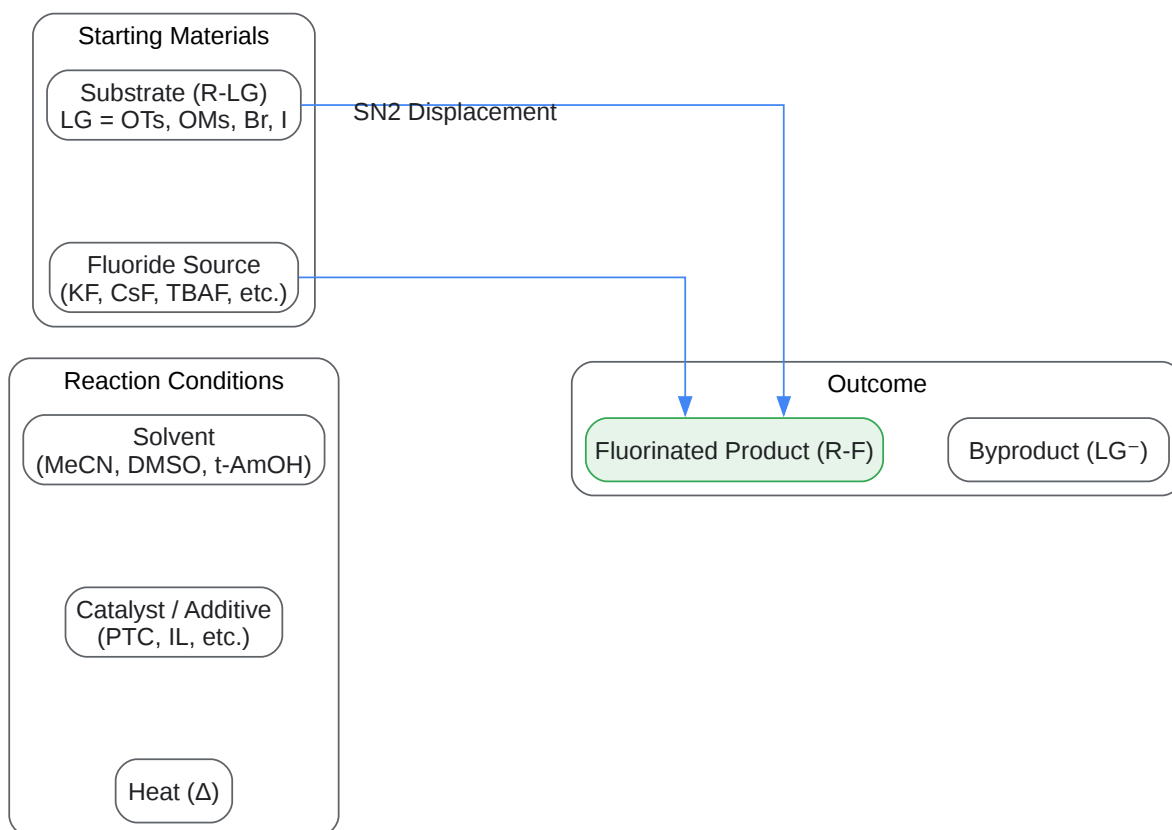 Starting Materials
Substrate (R-LG)
LG = OTs, OMs, Br, I
SN2 Displacement
Fluoride Source
(KF, CsF, TBAF, etc.)
Reaction Conditions
Solvent
(MeCN, DMSO, t-AmOH)
Catalyst / Additive
(PTC, IL, etc.)
Heat (Δ)
Outcome
Fluorinated Product (R-F)
Byproduct (LG⁻)